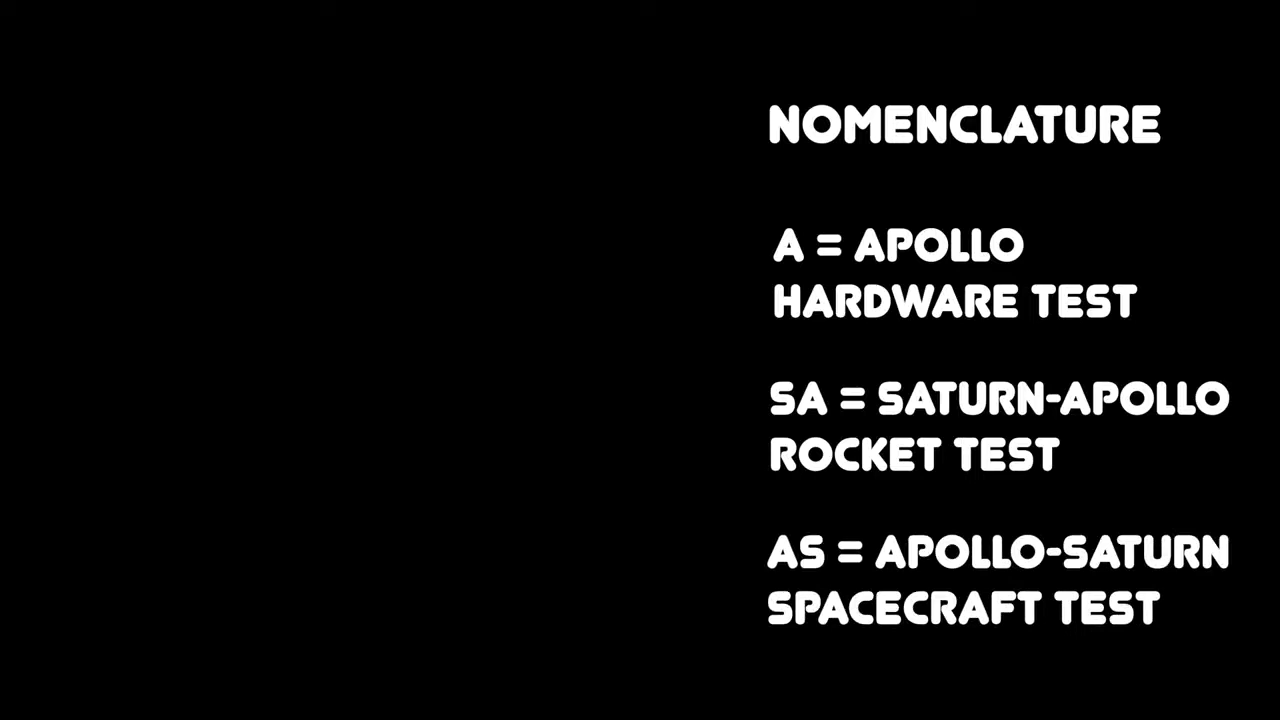 NOMENCLATURE
A = APOLLO
HARDWARE TEST
SA = SATURN-APOLLO
ROCKET TEST
AS = APOLLO-SATURN
SPACECRAFT TEST